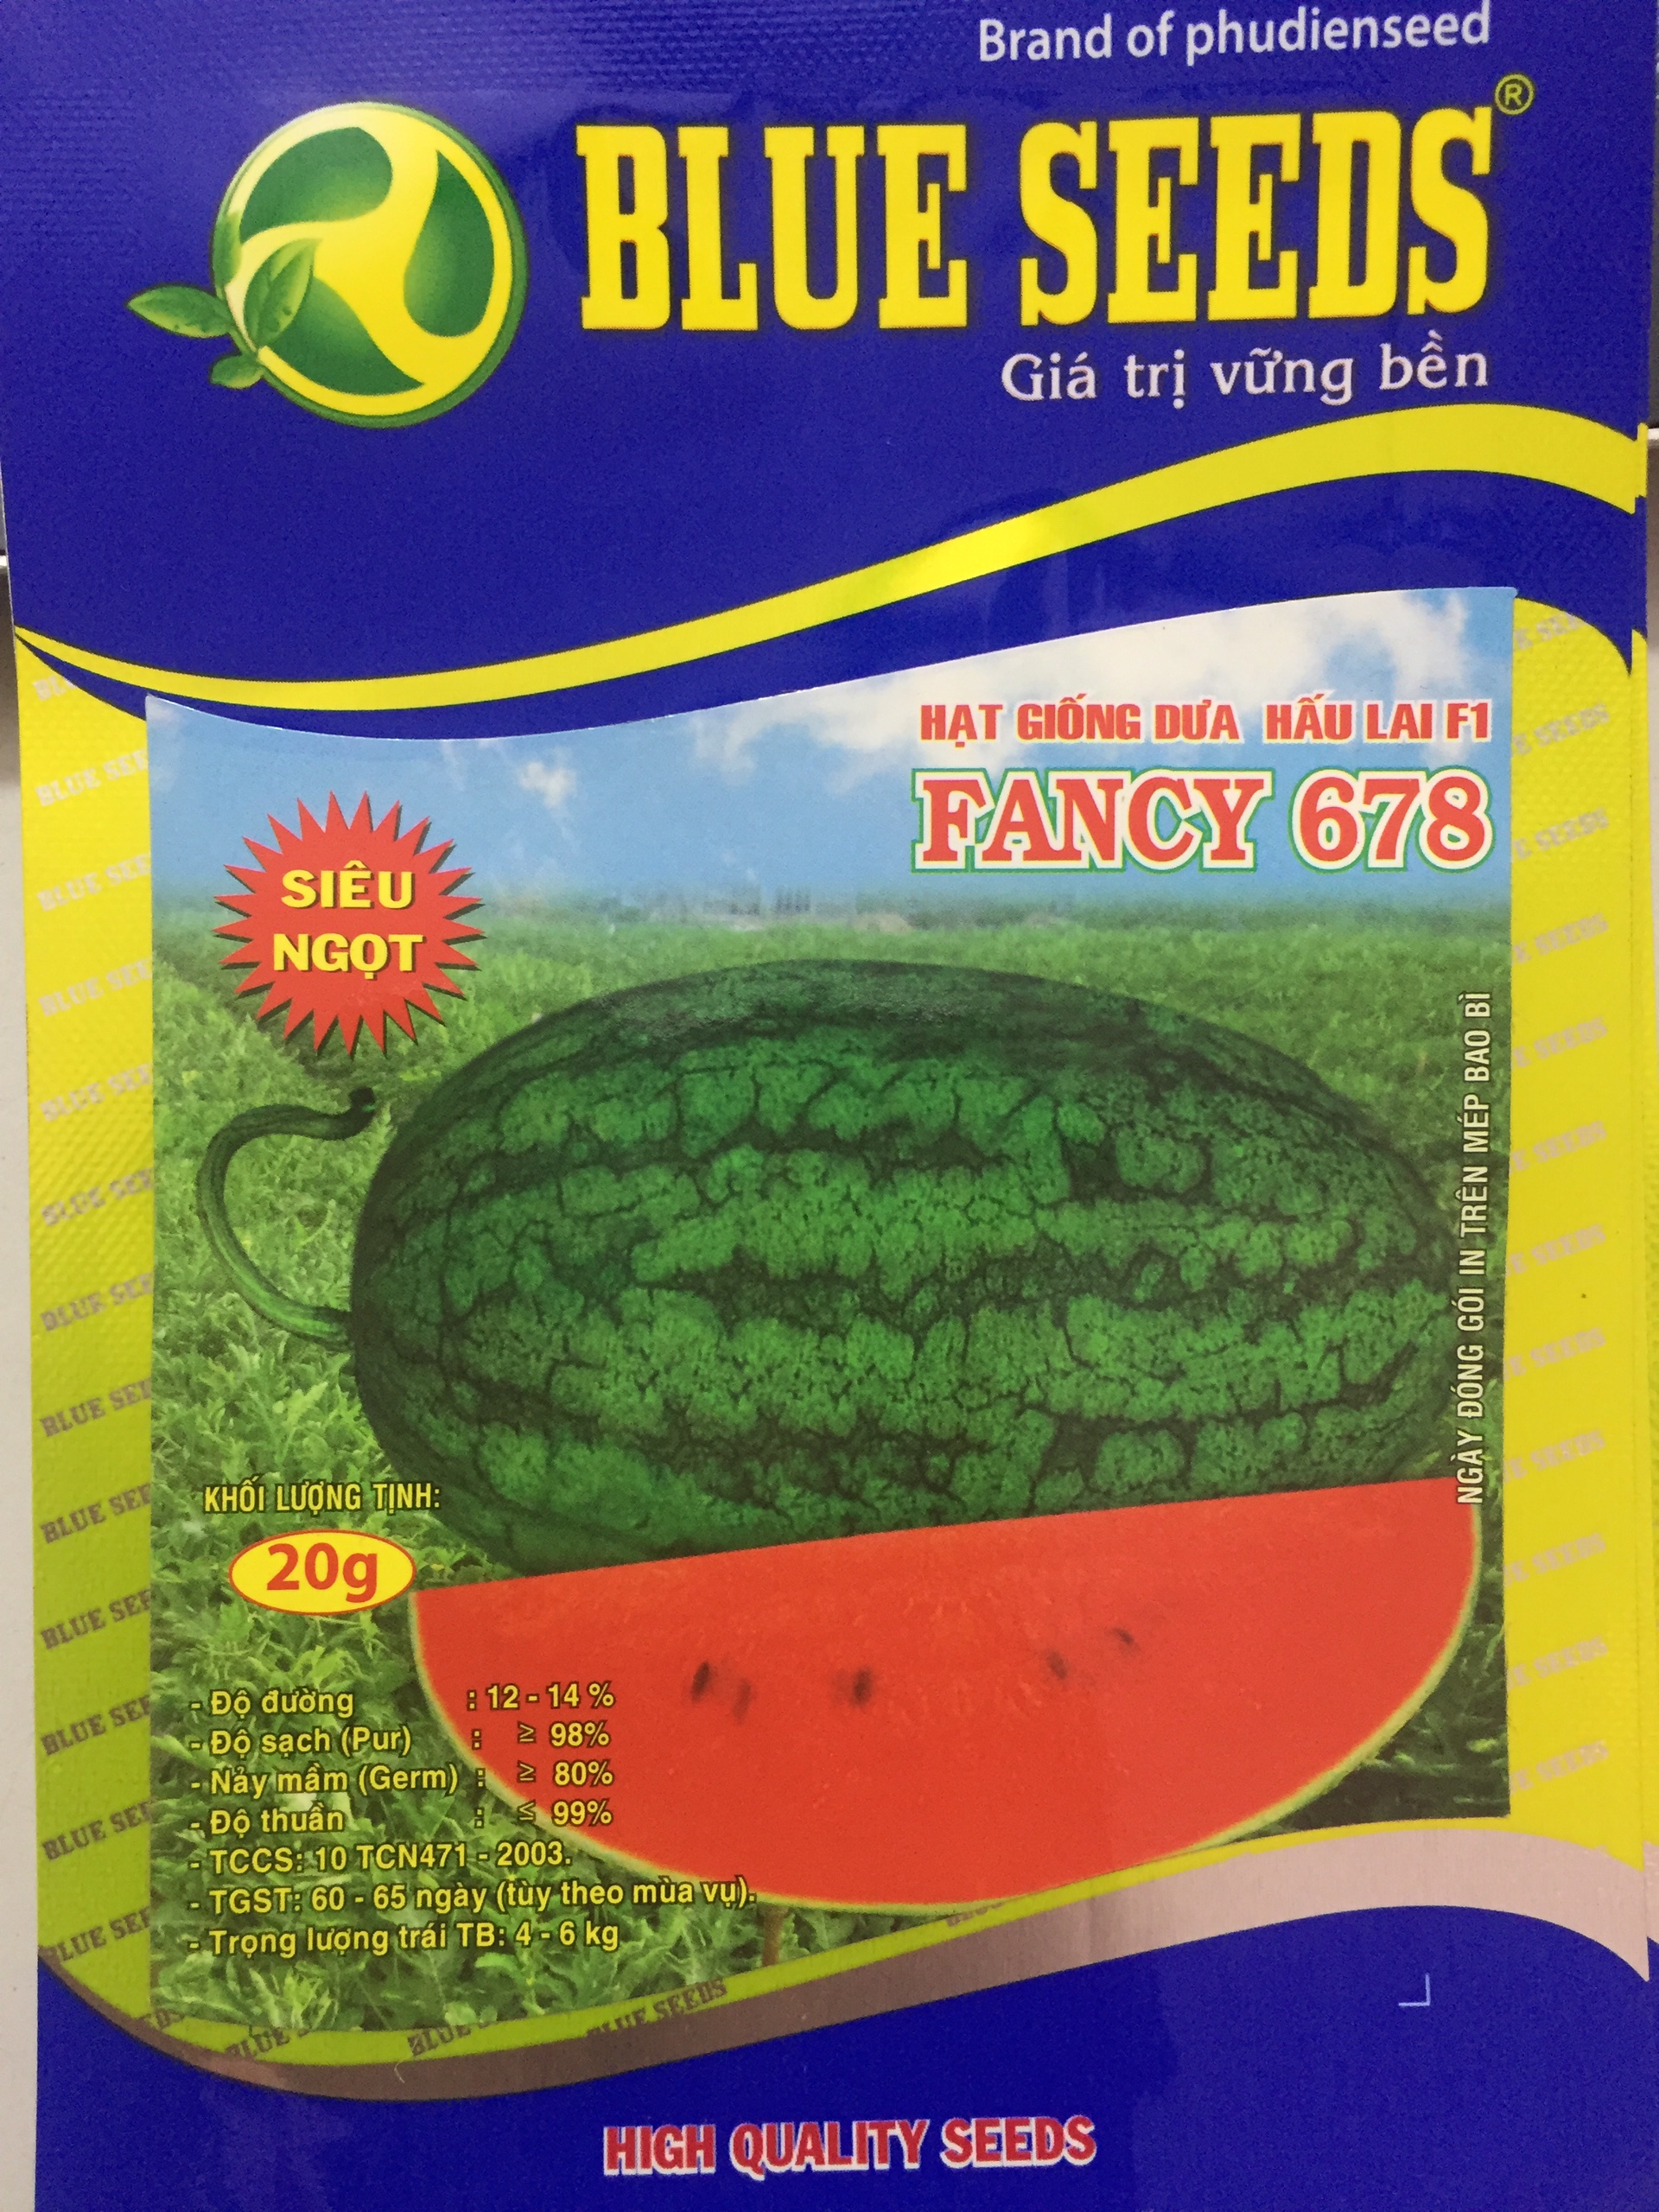 Brand of phudienseed
BLUE SEEDS®
Giá trị vững bền
HẠT GIỐNG DƯA HẤU LAI F1
FANCY 678
SIÊU
NGỌT
NGÀY ĐÓNG GÓI IN TRÊN MÉP BAO BÌ
KHỐI LƯỢNG TỊNH:
20g
- Độ đường : 12 - 14 %
- Độ sạch (Pur) : ≥ 98%
- Nảy mầm (Germ) : ≥ 80%
- Độ thuần : ≤ 99%
- TCCS: 10 TCN471 - 2003.
- TGST: 60 - 65 ngày (tùy theo mùa vụ).
- Trọng lượng trái TB: 4 - 6 kg
BLUE SEEDS
HIGH QUALITY SEEDS